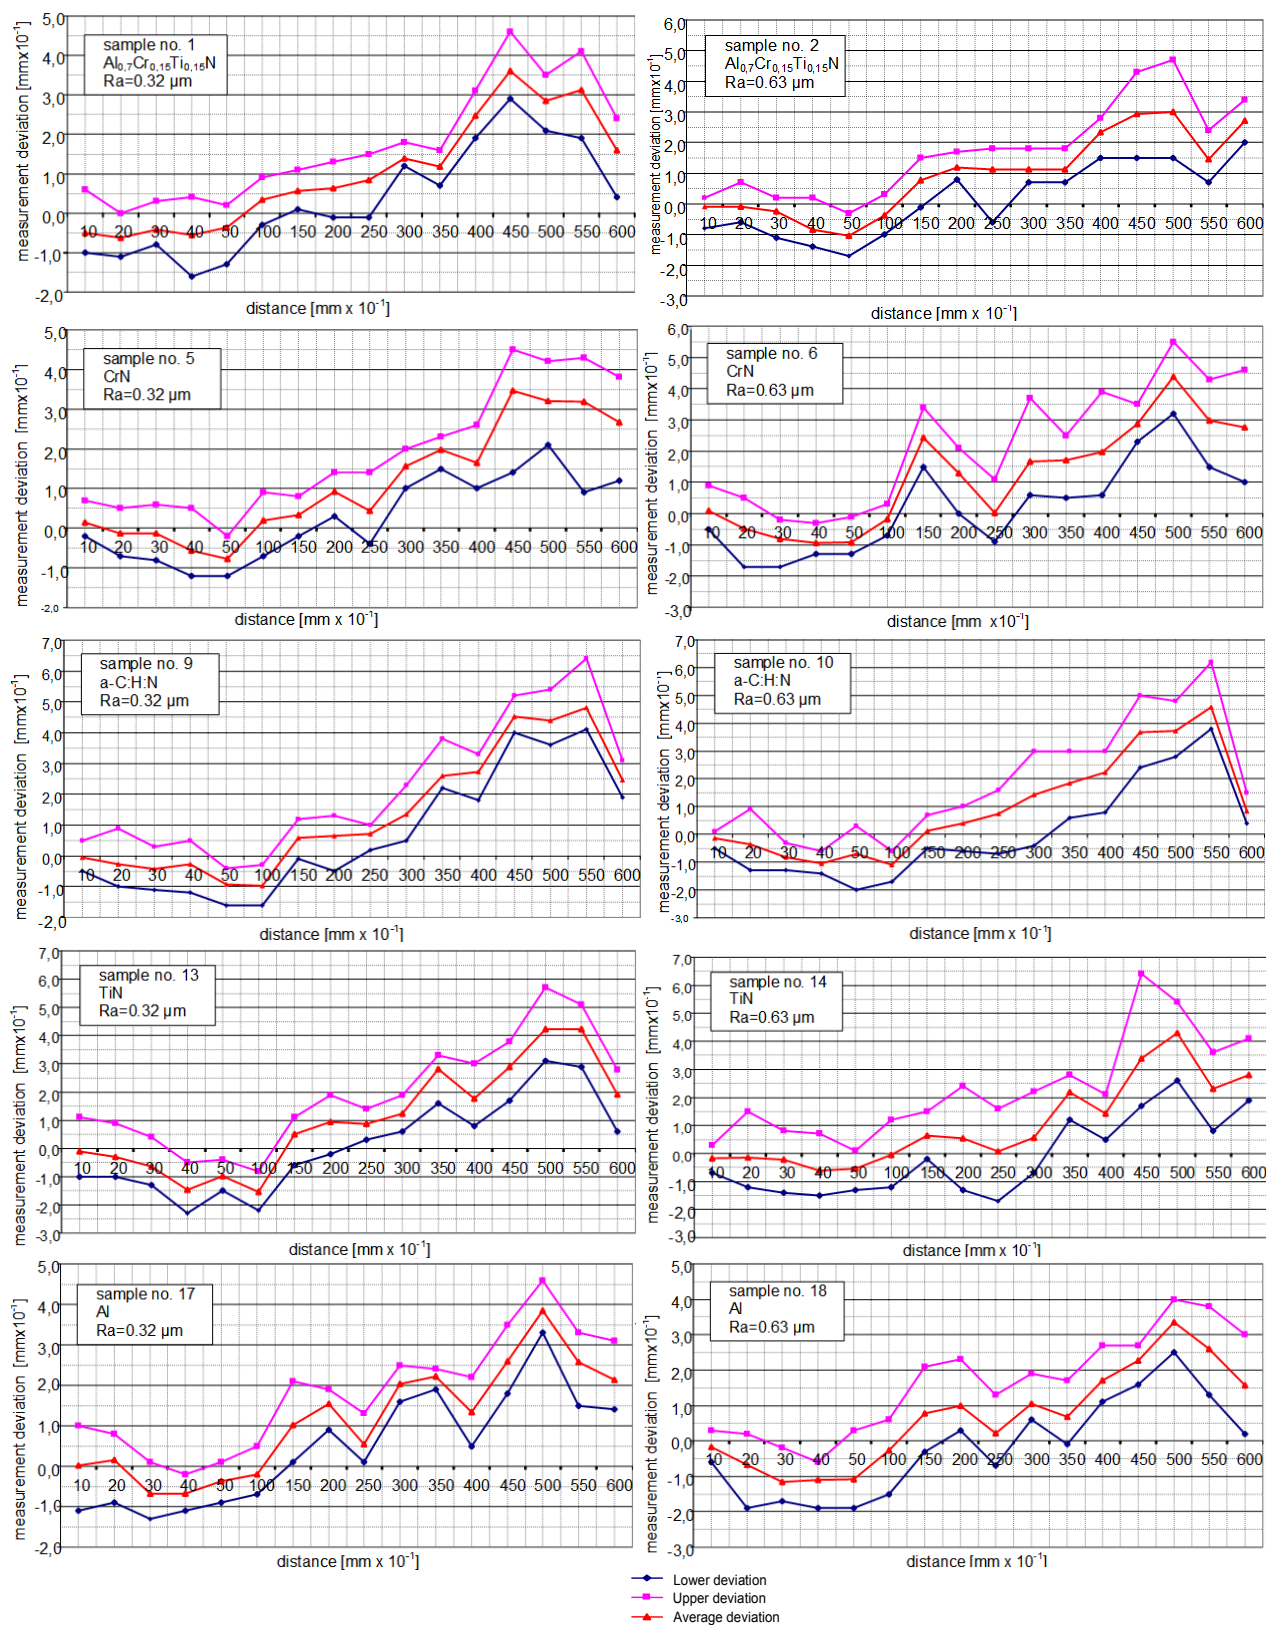 measurement deviation [mmx10⁻¹]
5,0
4,0
3,0
2,0
1,0
0,0
-1,0
-2,0
sample no. 1
Al0,7Cr0,15Ti0,15N
Ra=0.32 µm
10 20 30 40 50 100 150 200 250 300 350 400 450 500 550 600
distance [mm x 10⁻¹]
measurement deviation [mmx10⁻¹]
6,0
5,0
4,0
3,0
2,0
1,0
0,0
-1,0
-2,0
-3,0
sample no. 2
Al0,7Cr0,15Ti0,15N
Ra=0.63 µm
10 20 30 40 50 100 150 200 250 300 350 400 450 500 550 600
distance [mm x 10⁻¹]
measurement deviation [mmx10⁻¹]
5,0
4,0
3,0
2,0
1,0
0,0
-1,0
-2,0
sample no. 5
CrN
Ra=0.32 µm
10 20 30 40 50 100 150 200 250 300 350 400 450 500 550 600
distance [mm x 10⁻¹]
measurement deviation [mmx10⁻¹]
6,0
5,0
4,0
3,0
2,0
1,0
0,0
-1,0
-2,0
-3,0
sample no. 6
CrN
Ra=0.63 µm
10 20 30 40 50 100 150 200 250 300 350 400 450 500 550 600
distance [mm x10⁻¹]
measurement deviation [mmx10⁻¹]
7,0
6,0
5,0
4,0
3,0
2,0
1,0
0,0
-1,0
-2,0
sample no. 9
a-C:H:N
Ra=0.32 µm
10 20 30 40 50 100 150 200 250 300 350 400 450 500 550 600
distance [mm x 10⁻¹]
measurement deviation [mmx10⁻¹]
7,0
6,0
5,0
4,0
3,0
2,0
1,0
0,0
-1,0
-2,0
-3,0
sample no. 10
a-C:H:N
Ra=0.63 µm
10 20 30 40 50 100 150 200 250 300 350 400 450 500 550 600
distance [mm x 10⁻¹]
measurement deviation [mmx10⁻¹]
7,0
6,0
5,0
4,0
3,0
2,0
1,0
0,0
-1,0
-2,0
-3,0
sample no. 13
TiN
Ra=0.32 µm
10 20 30 40 50 100 150 200 250 300 350 400 450 500 550 600
distance [mm x 10⁻¹]
measurement deviation [mmx10⁻¹]
7,0
6,0
5,0
4,0
3,0
2,0
1,0
0,0
-1,0
-2,0
-3,0
sample no. 14
TiN
Ra=0.63 µm
10 20 30 40 50 100 150 200 250 300 350 400 450 500 550 600
distance [mm x 10⁻¹]
measurement deviation [mmx10⁻¹]
5,0
4,0
3,0
2,0
1,0
0,0
-1,0
-2,0
sample no. 17
Al
Ra=0.32 µm
10 20 30 40 50 100 150 200 250 300 350 400 450 500 550 600
distance [mm x 10⁻¹]
measurement deviation [mmx10⁻¹]
5,0
4,0
3,0
2,0
1,0
0,0
-1,0
-2,0
-3,0
sample no. 18
Al
Ra=0.63 µm
10 20 30 40 50 100 150 200 250 300 350 400 450 500 550 600
distance [mm x 10⁻¹]
Lower deviation
Upper deviation
Average deviation